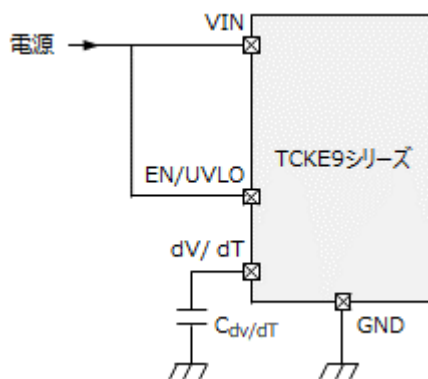 VIN
電源
TCKE9シリーズ
EN/UVLO
dV/ dT
Cdv/dT
GND